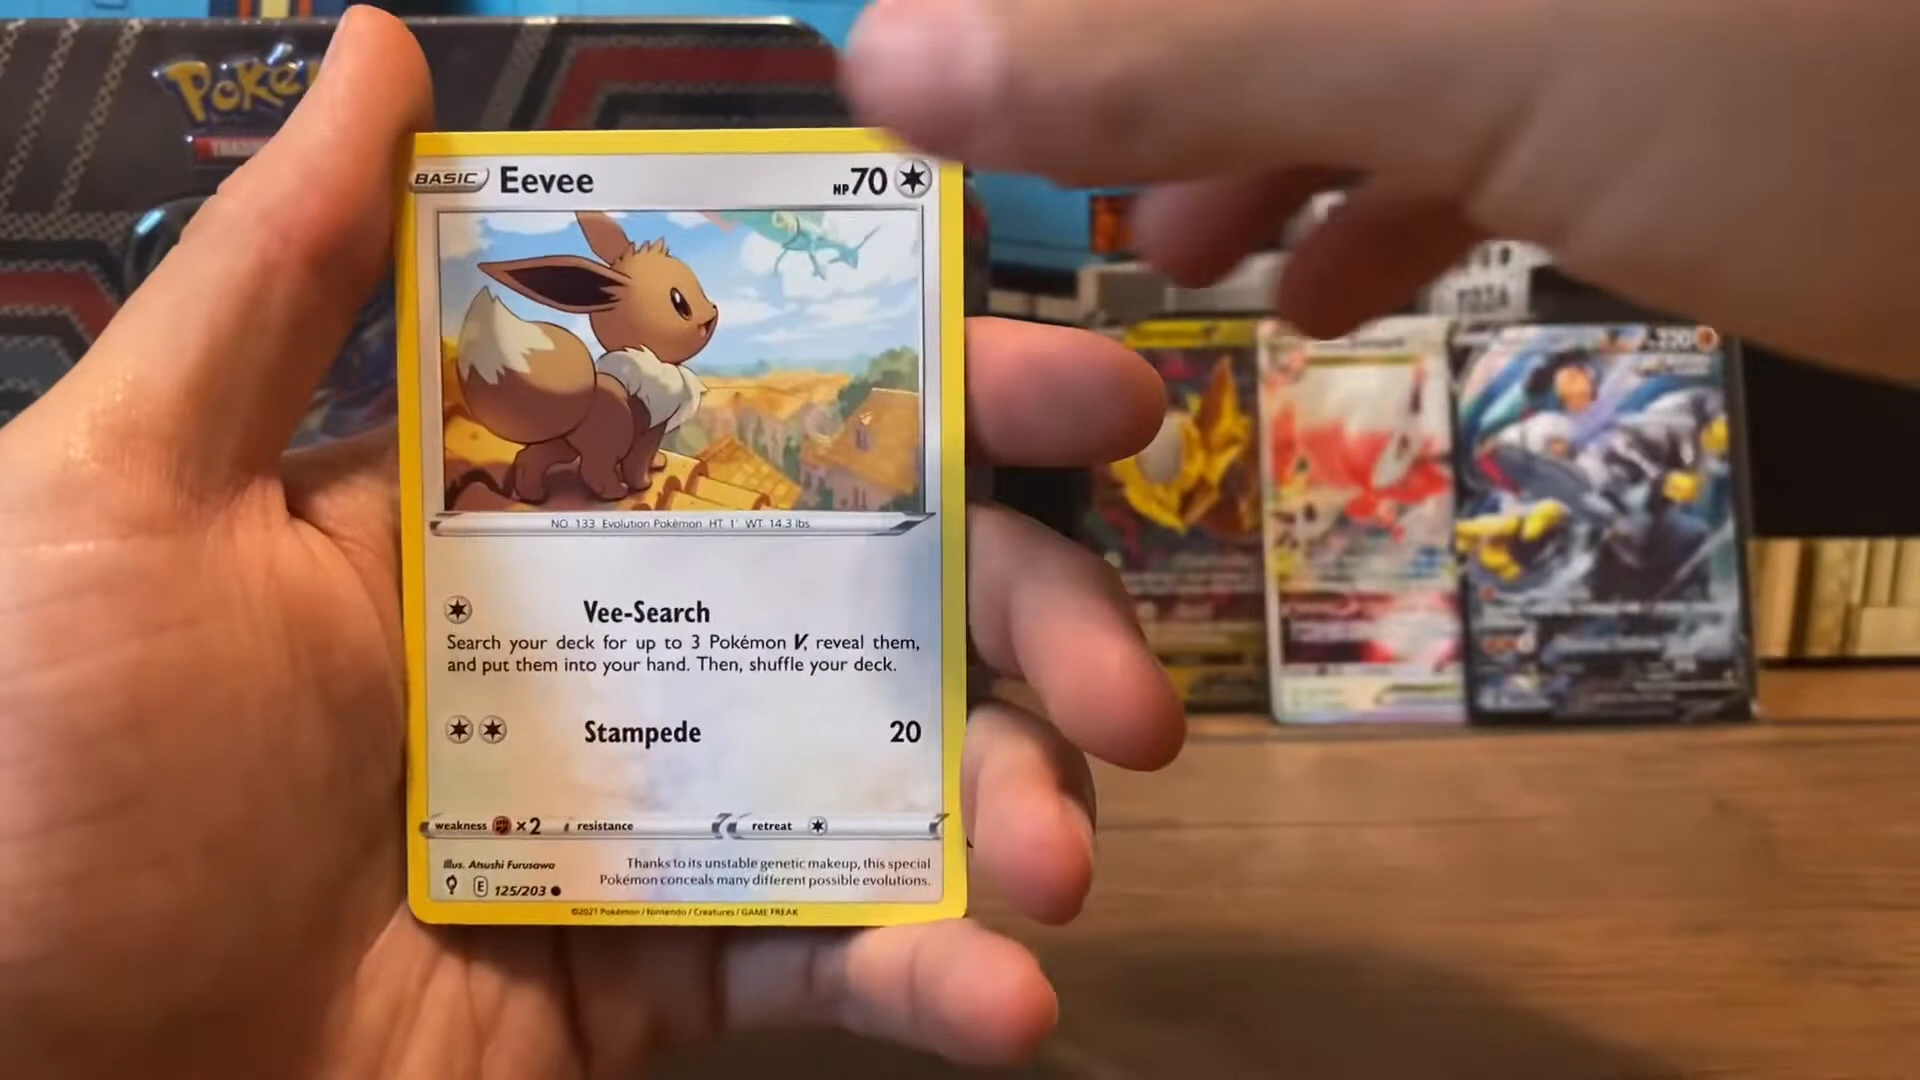 Poké
BASIC Eevee HP 70
NO. 133 Evolution Pokémon HT 1' WT 14.3 lbs
Vee-Search
Search your deck for up to 3 Pokémon V, reveal them,
and put them into your hand. Then, shuffle your deck.
Stampede 20
weakness ×2 resistance retreat
Illus. Atsushi Furusawa
Thanks to its unstable genetic makeup, this special
Pokémon conceals many different possible evolutions.
E 125/203
©2021 Pokémon / Nintendo / Creatures / GAME FREAK
220